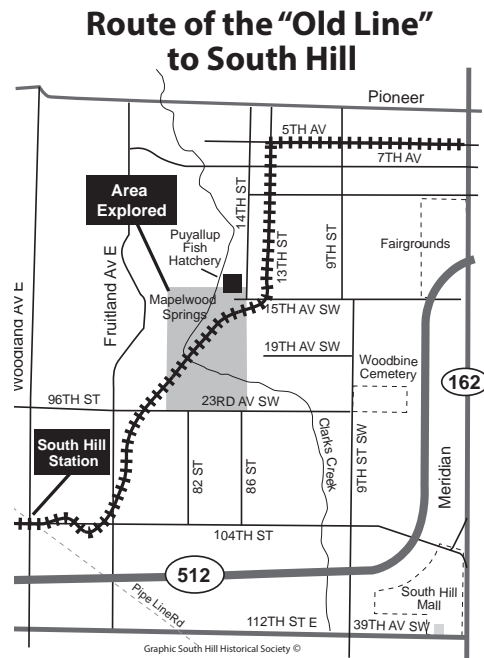 Route of the “Old Line”
to South Hill
Pioneer
5TH AV
7TH AV
Area
Explored
14TH ST
13TH ST
9TH ST
Puyallup
Fish
Hatchery
Fairgrounds
Fruitland Av E
Woodland Av E
Mapelwood
Springs
15TH AV SW
19TH AV SW
Woodbine
Cemetery
162
96TH ST
23RD AV SW
South Hill
Station
82 ST
86 ST
Clarks Creek
9TH ST SW
Meridian
104TH ST
512
Pipe LineRd
South Hill
Mall
112TH ST E
39TH AV SW
Graphic South Hill Historical Society ©